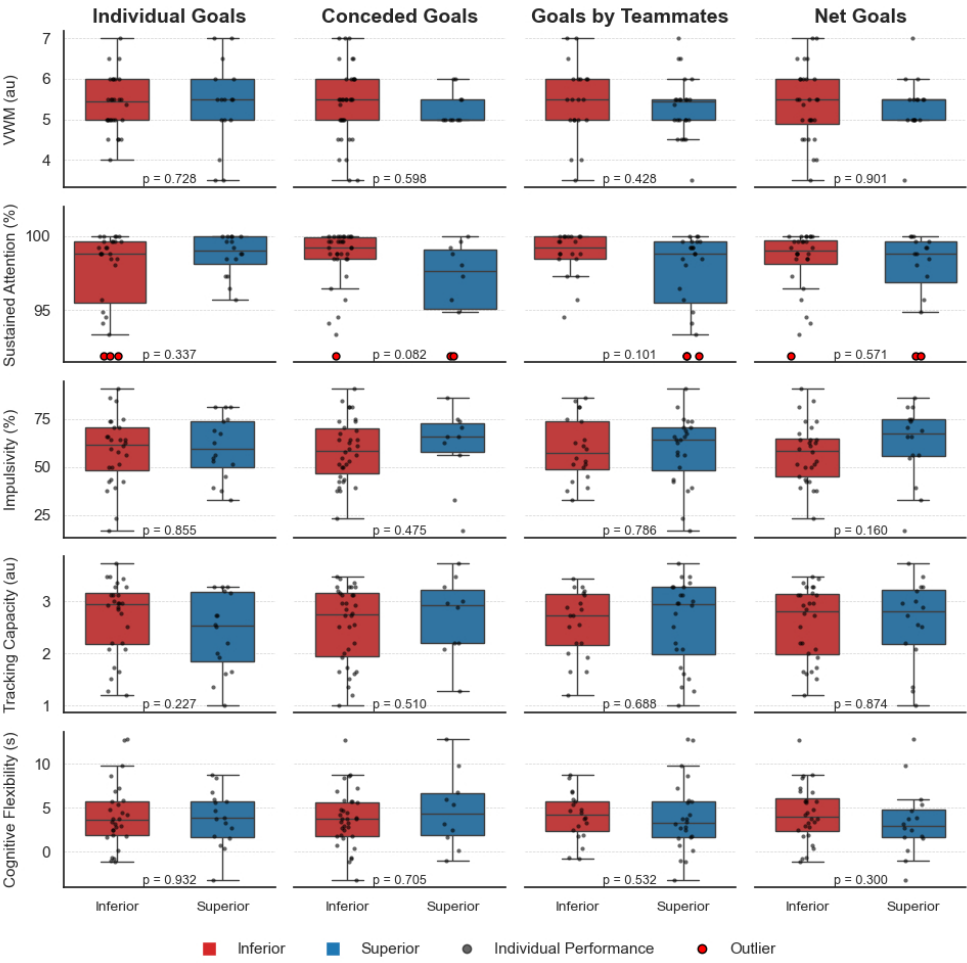 Individual Goals Conceded Goals Goals by Teammates Net Goals
VWM (au)
7
6
5
4
p = 0.728 p = 0.598 p = 0.428 p = 0.901
Sustained Attention (%)
100
95
p = 0.337 p = 0.082 p = 0.101 p = 0.571
Impulsivity (%)
75
50
25
p = 0.855 p = 0.475 p = 0.786 p = 0.160
Tracking Capacity (au)
3
2
1
p = 0.227 p = 0.510 p = 0.688 p = 0.874
Cognitive Flexibility (s)
10
5
0
p = 0.932 p = 0.705 p = 0.532 p = 0.300
Inferior Superior Inferior Superior Inferior Superior Inferior Superior
Inferior Superior Individual Performance Outlier